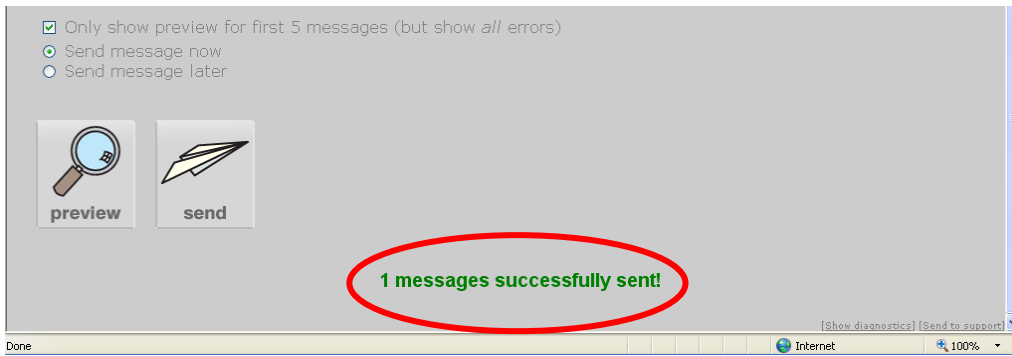 Only show preview for first 5 messages (but show all errors)
Send message now
Send message later
preview send
1 messages successfully sent!
[Show diagnostics] [Send to support]
Done Internet 100%